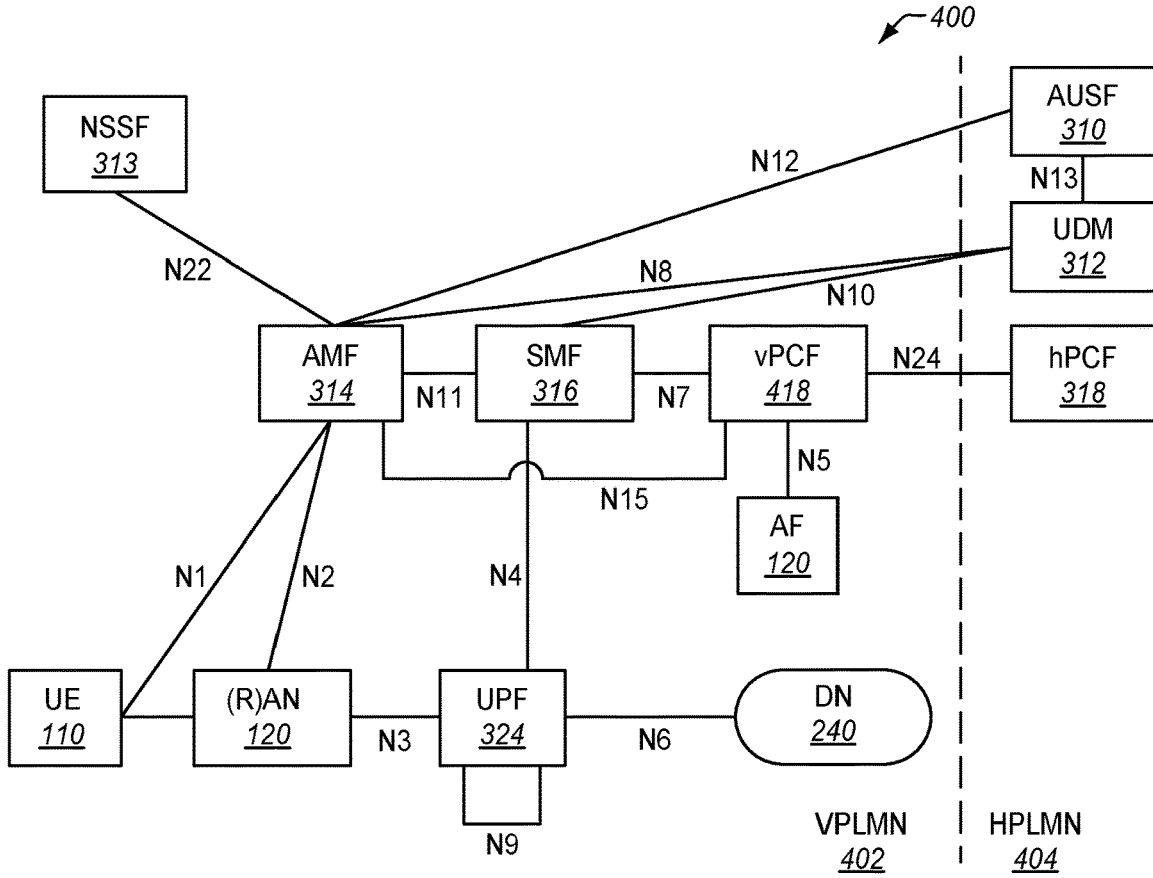 400
AUSF
310
NSSF
313
N12
N13
UDM
312
N22
N8
N10
AMF
314
N11
SMF
316
N7
vPCF
418
N24
hPCF
318
N5
N15
AF
120
N1
N2
N4
UE
110
(R)AN
120
N3
UPF
324
N6
DN
240
N9
VPLMN
402
HPLMN
404